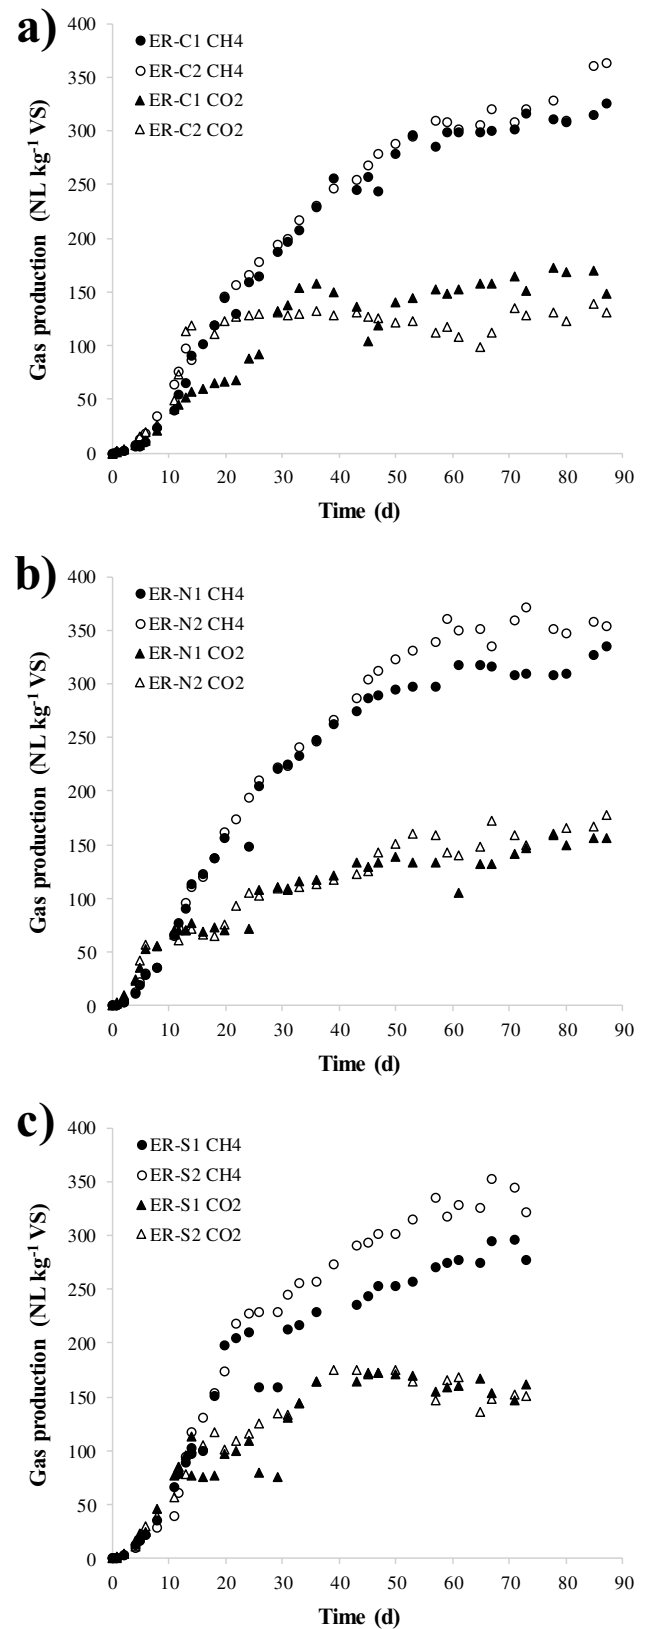 a)
400
ER-C1 CH4
350
ER-C2 CH4
ER-C1 CO2
300
ER-C2 CO2
250
200
150
100
50
0
Gas production (NL kg-1 VS)
0 10 20 30 40 50 60 70 80 90
Time (d)
b)
400
ER-N1 CH4
350
ER-N2 CH4
ER-N1 CO2
300
ER-N2 CO2
250
200
150
100
50
0
Gas production (NL kg-1 VS)
0 10 20 30 40 50 60 70 80 90
Time (d)
c)
400
ER-S1 CH4
350
ER-S2 CH4
ER-S1 CO2
300
ER-S2 CO2
250
200
150
100
50
0
Gas production (NL kg-1 VS)
0 10 20 30 40 50 60 70 80 90
Time (d)